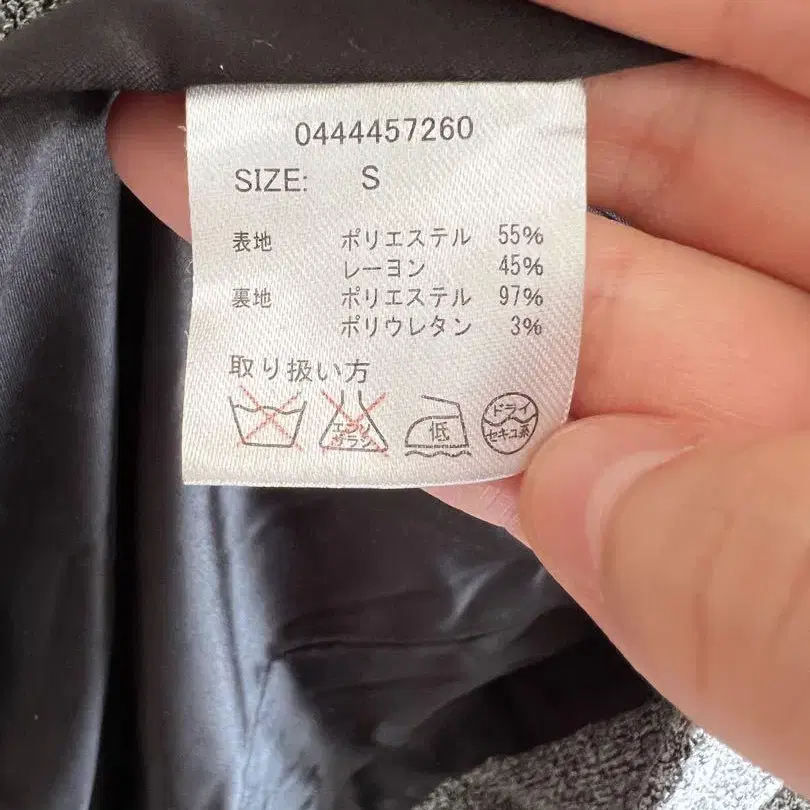 0444457260
SIZE: S
表地 ポリエステル 55%
レーヨン 45%
裏地 ポリエステル 97%
ポリウレタン 3%
取り扱い方
エンソ
サラシ
低
ドライ
セキユ系